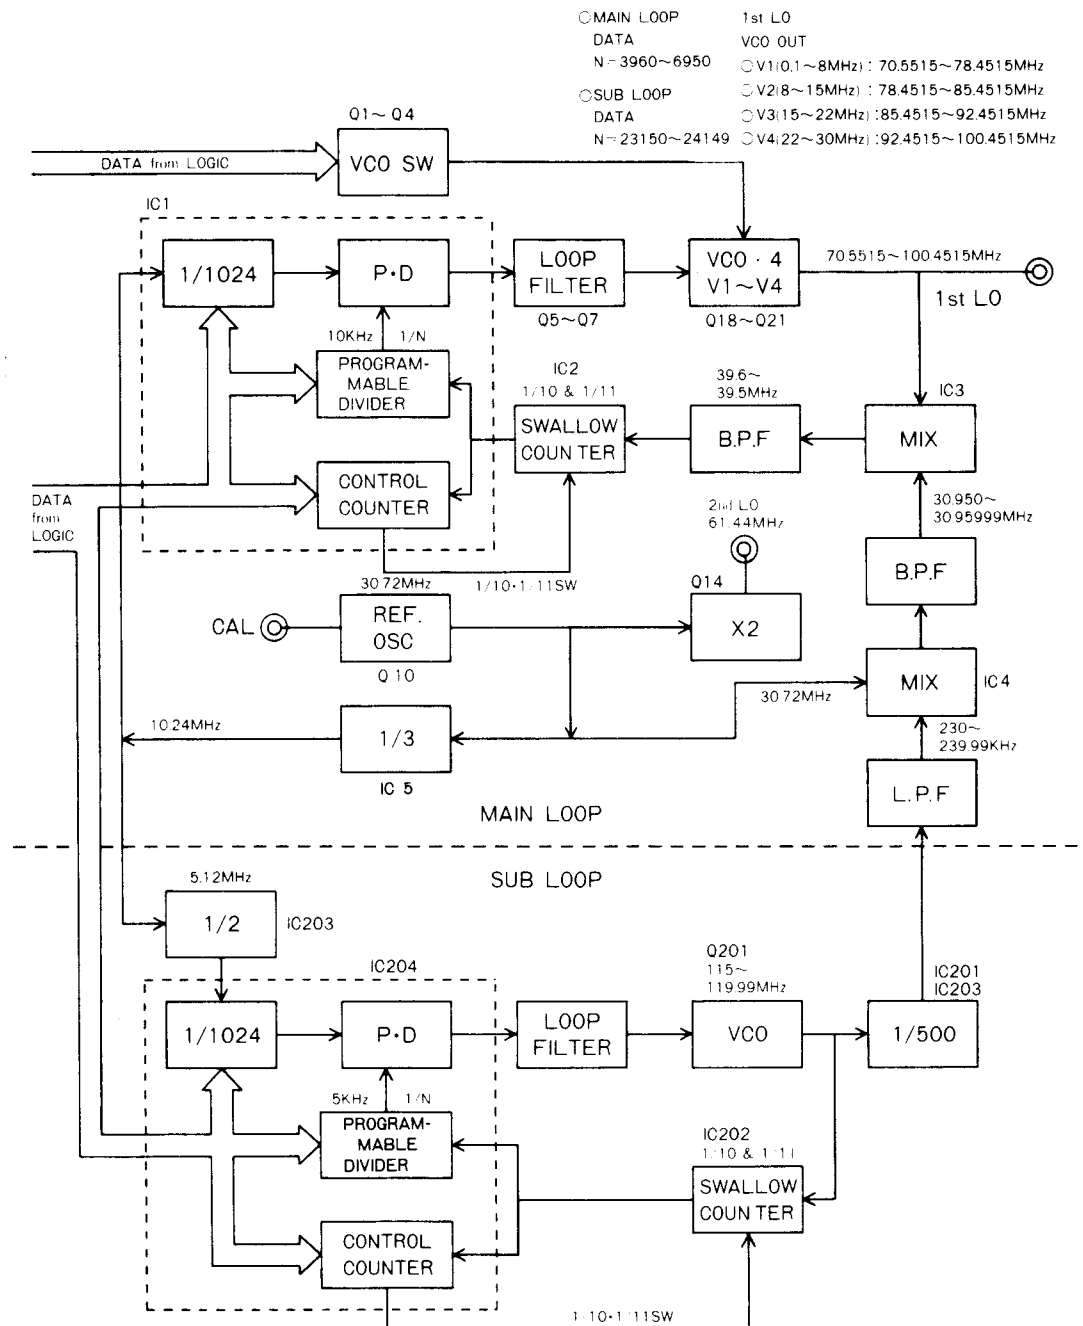 ○MAIN LOOP
DATA
N=3960~6950
○SUB LOOP
DATA
N=23150~24149
1st LO
VCO OUT
○V1(0.1~8MHz) : 70.5515~78.4515MHz
○V2(8~15MHz) : 78.4515~85.4515MHz
○V3(15~22MHz) :85.4515~92.4515MHz
○V4(22~30MHz) :92.4515~100.4515MHz
Q1~Q4
VCO SW
DATA from LOGIC
IC1
1/1024
P·D
LOOP
FILTER
Q5~Q7
VCO·4
V1~V4
Q18~Q21
70.5515~100.4515MHz
1st LO
10KHz
1/N
PROGRAM-
MABLE
DIVIDER
IC2
1/10 & 1/11
SWALLOW
COUNTER
39.6~
39.5MHz
B.P.F
IC3
MIX
CONTROL
COUNTER
DATA
from
LOGIC
2nd LO
61.44MHz
30.950~
30.95999MHz
B.P.F
1/10·1/11SW
30.72MHz
CAL
REF.
OSC
Q10
Q14
X2
30.72MHz
MIX
IC4
10.24MHz
1/3
IC5
230~
239.99KHz
L.P.F
MAIN LOOP
SUB LOOP
5.12MHz
1/2
IC203
IC204
1/1024
P·D
LOOP
FILTER
Q201
115~
119.99MHz
VCO
IC201
IC203
1/500
5KHz
1/N
PROGRAM-
MABLE
DIVIDER
IC202
1/10 & 1/11
SWALLOW
COUNTER
CONTROL
COUNTER
1/10·1/11SW